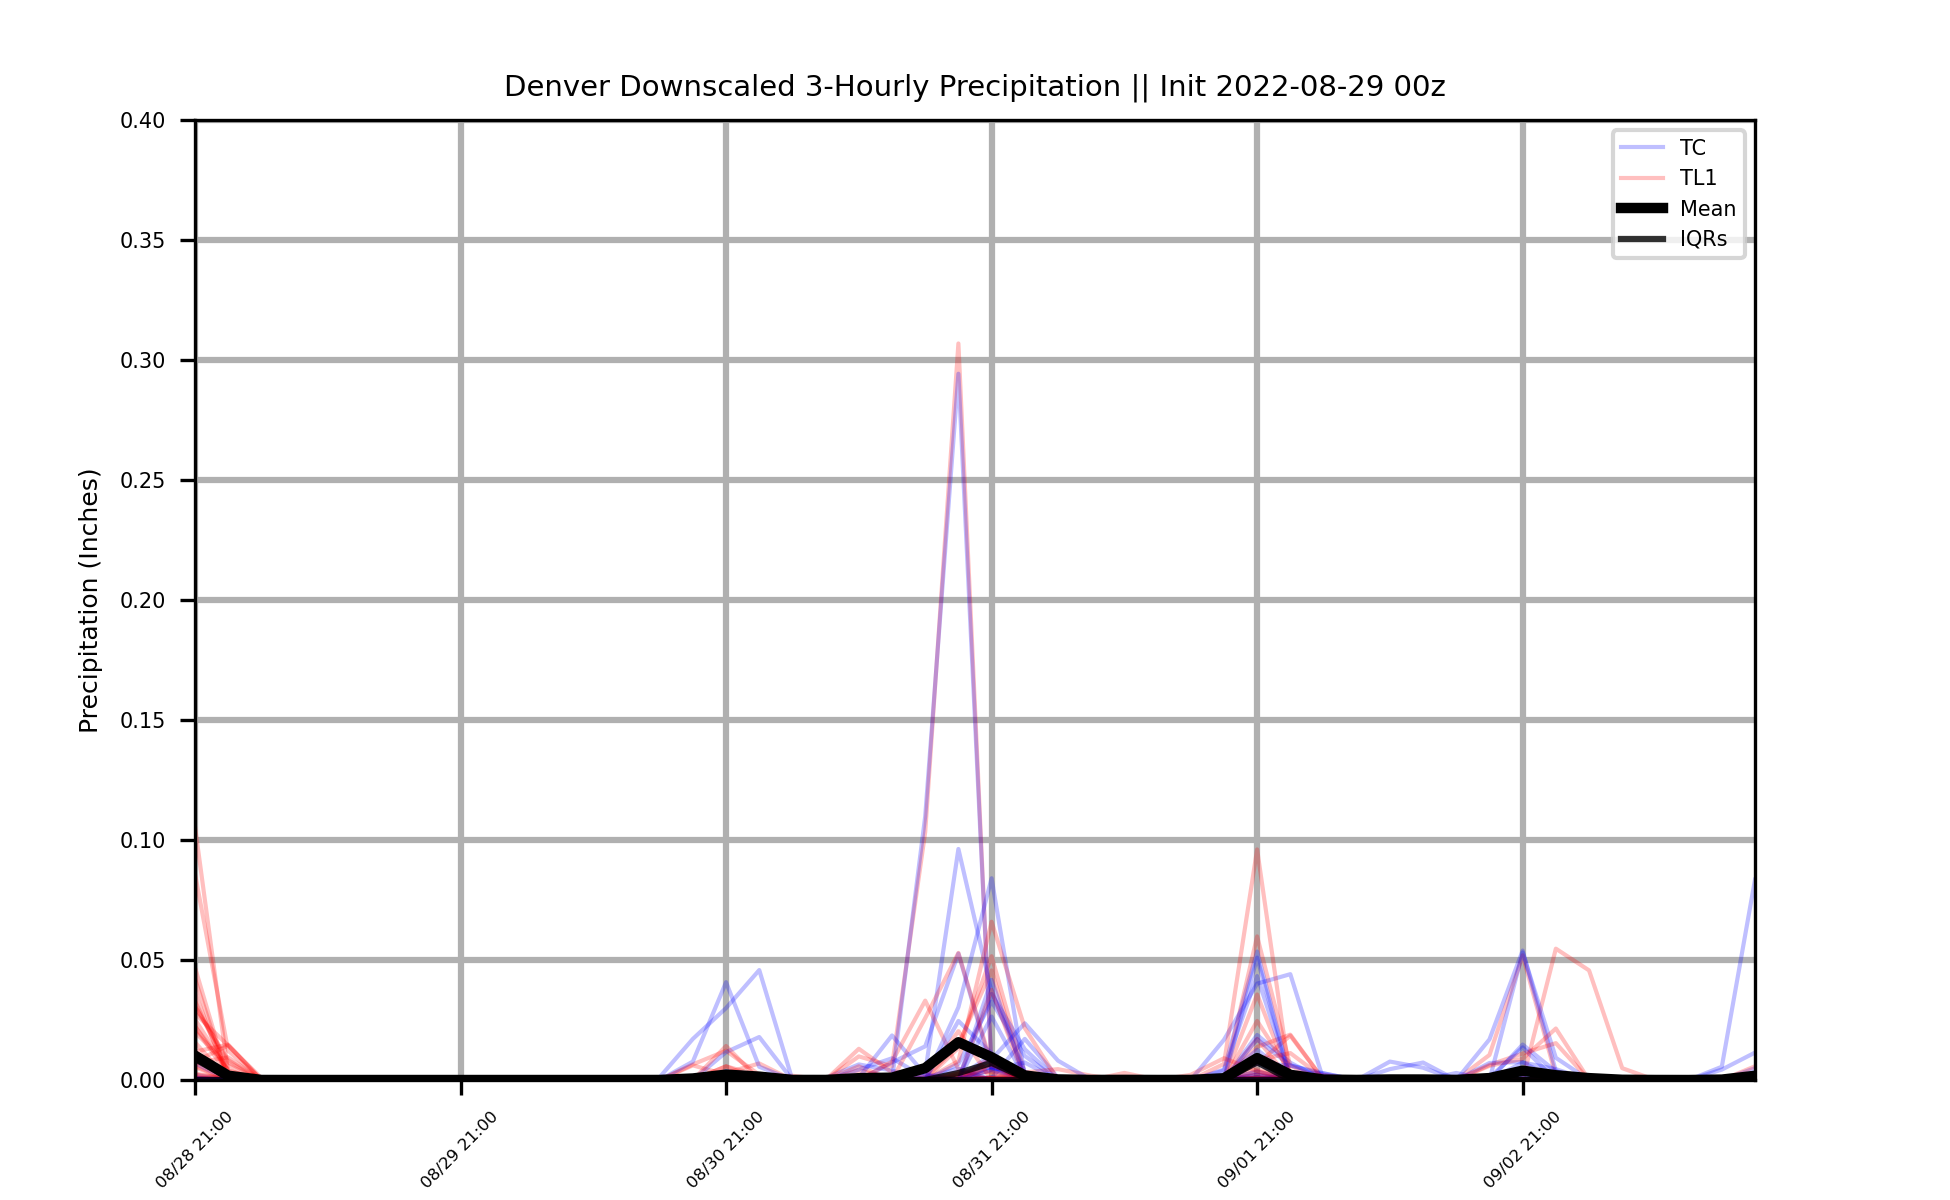 Denver Downscaled 3-Hourly Precipitation || Init 2022-08-29 00z
TC
TL1
Mean
IQRs
Precipitation (Inches)
0.40
0.35
0.30
0.25
0.20
0.15
0.10
0.05
0.00
08/28 21:00
08/29 21:00
08/30 21:00
08/31 21:00
09/01 21:00
09/02 21:00